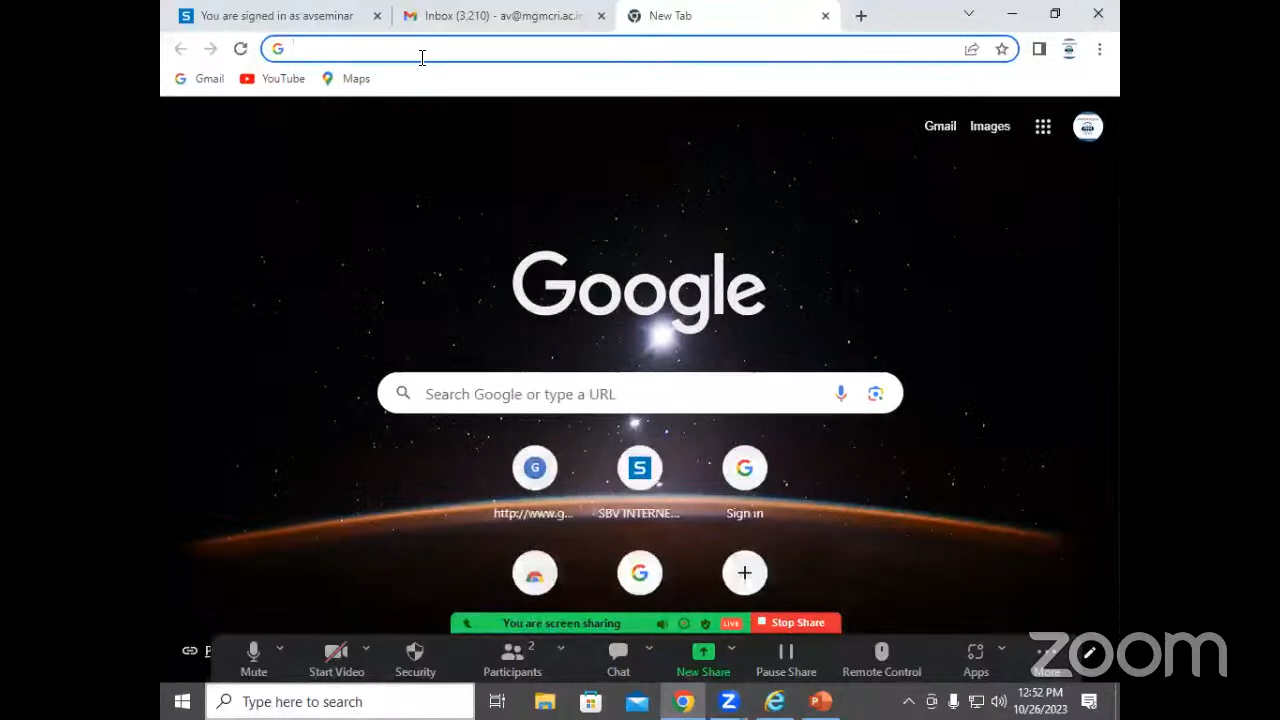 You are signed in as avseminar
Inbox (3,210) - av@mgmcri.ac.in
New Tab
Gmail
YouTube
Maps
Gmail
Images
Google
Search Google or type a URL
http://www.g...
SBV INTERNE...
Sign in
You are screen sharing
LIVE
Stop Share
Mute
Start Video
Security
2
Participants
Chat
New Share
Pause Share
Remote Control
Apps
More
zoom
Type here to search
12:52 PM
10/26/2023